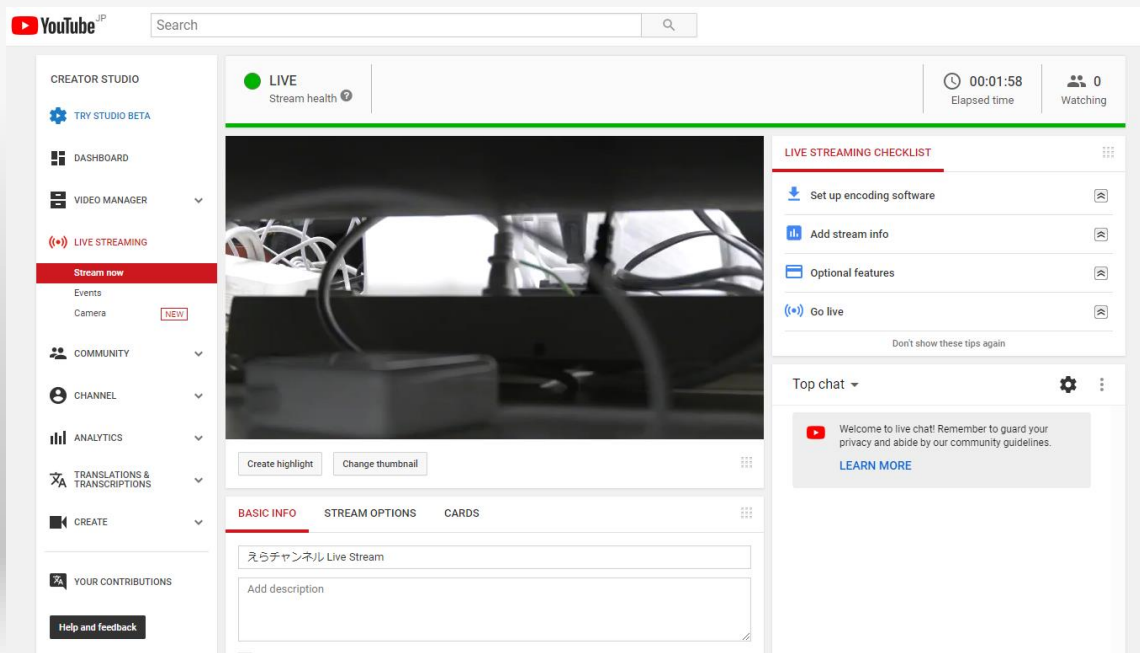 YouTube JP
Search
CREATOR STUDIO
TRY STUDIO BETA
DASHBOARD
VIDEO MANAGER
LIVE STREAMING
Stream now
Events
Camera NEW
COMMUNITY
CHANNEL
ANALYTICS
TRANSLATIONS &
TRANSCRIPTIONS
CREATE
YOUR CONTRIBUTIONS
Help and feedback
LIVE
Stream health ?
00:01:58
Elapsed time
0
Watching
Create highlight
Change thumbnail
BASIC INFO
STREAM OPTIONS
CARDS
えらチャンネル Live Stream
Add description
LIVE STREAMING CHECKLIST
Set up encoding software
Add stream info
Optional features
Go live
Don't show these tips again
Top chat
Welcome to live chat! Remember to guard your
privacy and abide by our community guidelines.
LEARN MORE